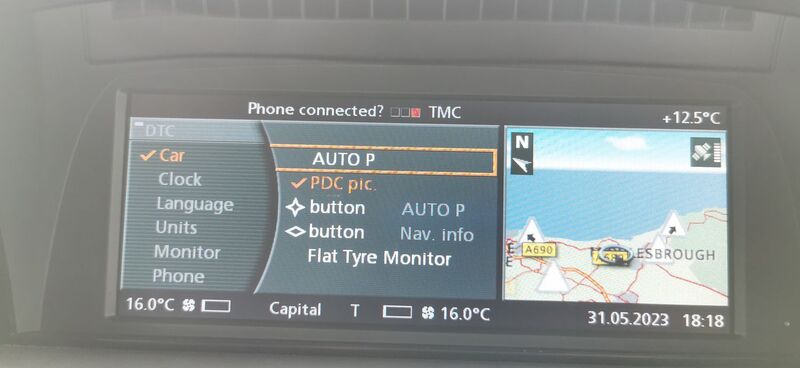 Phone connected? TMC
+12.5°C
DTC
Car
Clock
Language
Units
Monitor
Phone
AUTO P
PDC pic.
button AUTO P
button Nav. info
Flat Tyre Monitor
N
A690
ESBROUGH
16.0°C
Capital T
16.0°C
31.05.2023 18:18